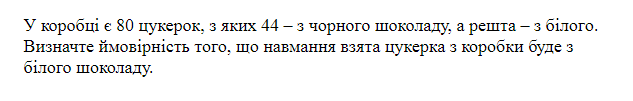 У коробці є 80 цукерок, з яких 44 – з чорного шоколаду, а решта – з білого.
Визначте ймовірність того, що навмання взята цукерка з коробки буде з
білого шоколаду.